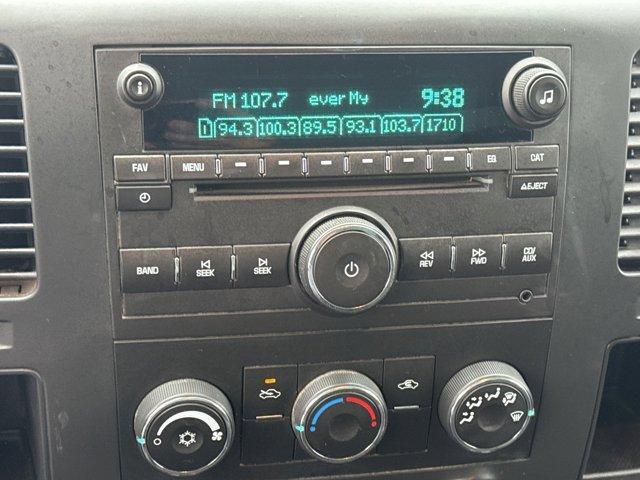 FM 107.7 ever My 9:38
1 94.3 100.3 89.5 93.1 103.7 1710
FAV MENU EQ CAT
EJECT
BAND SEEK SEEK REV FWD CD/AUX